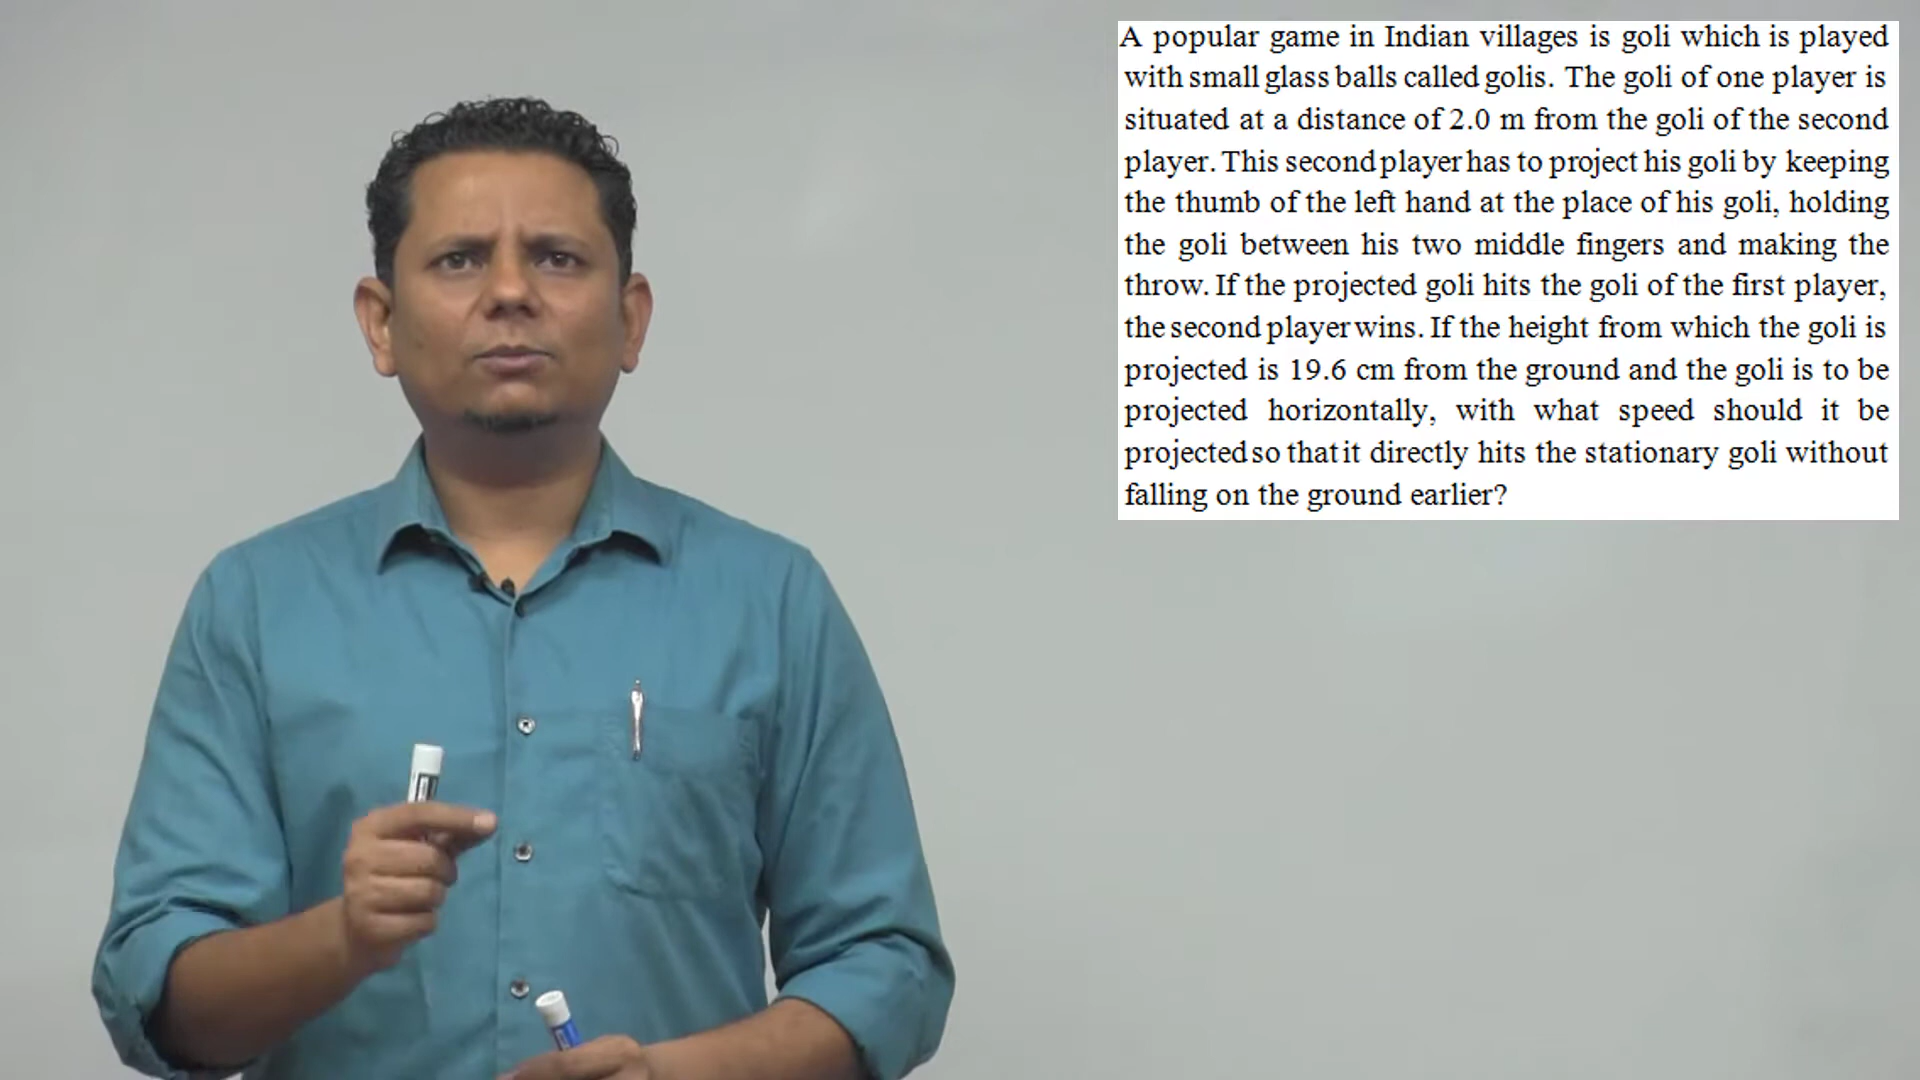 A popular game in Indian villages is goli which is played
with small glass balls called golis. The goli of one player is
situated at a distance of 2.0 m from the goli of the second
player. This second player has to project his goli by keeping
the thumb of the left hand at the place of his goli, holding
the goli between his two middle fingers and making the
throw. If the projected goli hits the goli of the first player,
the second player wins. If the height from which the goli is
projected is 19.6 cm from the ground and the goli is to be
projected horizontally, with what speed should it be
projected so that it directly hits the stationary goli without
falling on the ground earlier?